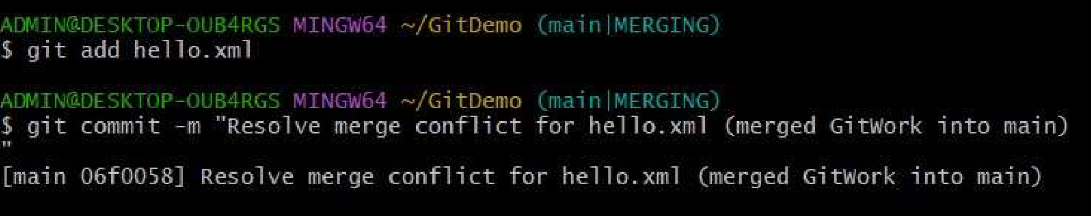 ADMIN@DESKTOP-OUB4RGS MINGW64 ~/GitDemo (main|MERGING)
$ git add hello.xml
ADMIN@DESKTOP-OUB4RGS MINGW64 ~/GitDemo (main|MERGING)
$ git commit -m "Resolve merge conflict for hello.xml (merged GitWork into main)
"
[main 06f0058] Resolve merge conflict for hello.xml (merged GitWork into main)